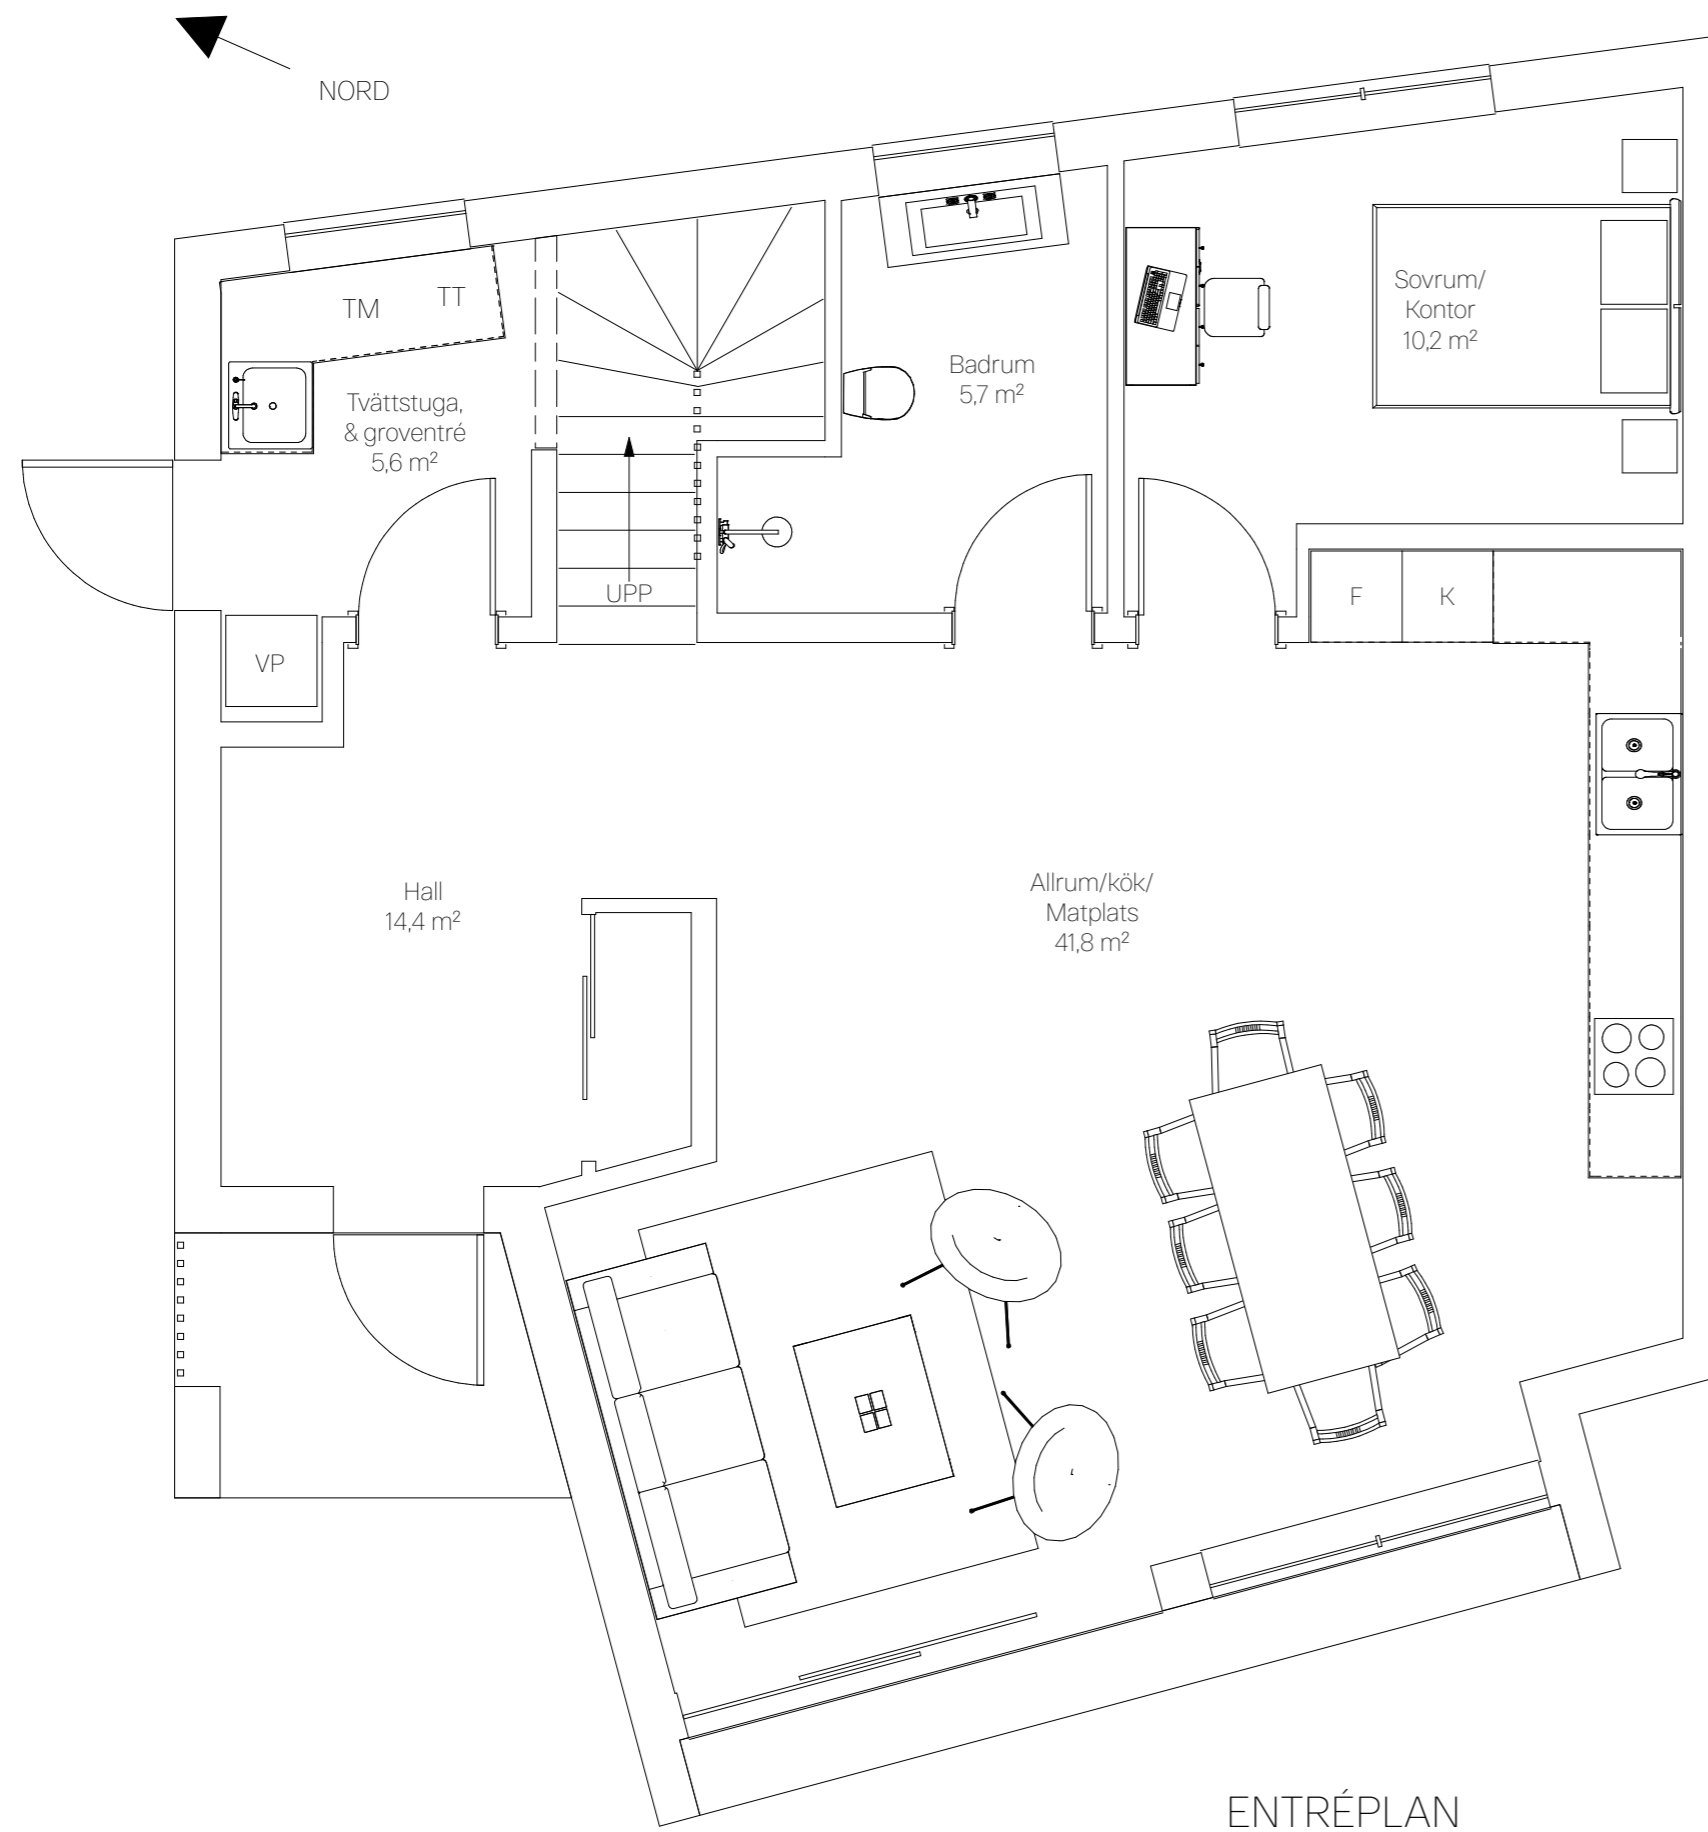 NORD
TM
TT
Tvättstuga,
& groventré
5,6 m²
UPP
VP
Badrum
5,7 m²
Sovrum/
Kontor
10,2 m²
F
K
Hall
14,4 m²
Allrum/kök/
Matplats
41,8 m²
ENTRÉPLAN